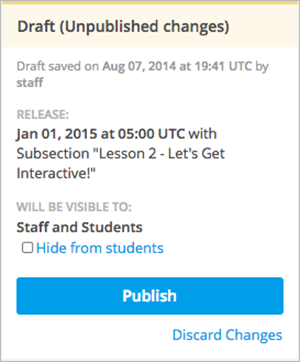 Draft (Unpublished changes)
Draft saved on Aug 07, 2014 at 19:41 UTC by
staff
RELEASE:
Jan 01, 2015 at 05:00 UTC with
Subsection "Lesson 2 - Let's Get
Interactive!"
WILL BE VISIBLE TO:
Staff and Students
Hide from students
Publish
Discard Changes